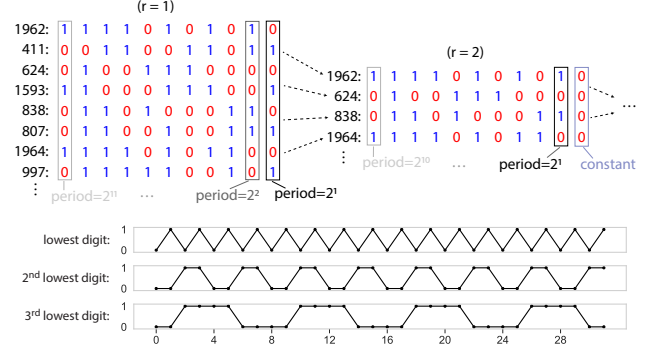 (r = 1)
1962: 1 1 1 1 0 1 0 1 0 1 0
411: 0 0 1 1 0 0 1 1 0 1 1
624: 0 1 0 0 1 1 1 0 0 0 0
1593: 1 1 0 0 0 1 1 1 0 0 1
838: 0 1 1 0 1 0 0 0 1 1 0
807: 0 1 1 0 0 1 0 0 1 1 1
1964: 1 1 1 1 0 1 0 1 1 0 0
997: 0 1 1 1 1 1 0 0 1 0 1
⋮
period=2¹¹ ... period=2² period=2¹
(r = 2)
1962: 1 1 1 1 0 1 0 1 0 1 0
624: 0 1 0 0 1 1 1 0 0 0 0
838: 0 1 1 0 1 0 0 0 1 1 0
1964: 1 1 1 1 0 1 0 1 1 0 0
...
⋮
period=2¹⁰ ... period=2¹ constant
lowest digit: 1 0
2nd lowest digit: 1 0
3rd lowest digit: 1 0
0 4 8 12 16 20 24 28